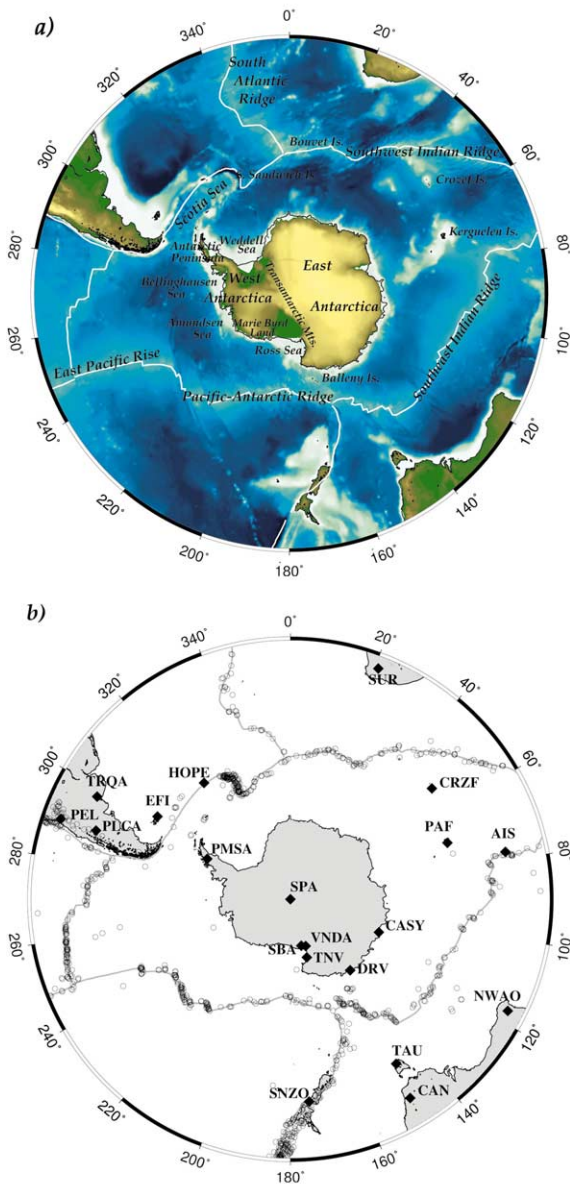 a)
0˚
20˚
40˚
60˚
80˚
100˚
120˚
140˚
160˚
180˚
200˚
220˚
240˚
260˚
280˚
300˚
320˚
South
Atlantic
Ridge
Bouvet Is.
Southwest Indian Ridge
S. Sandwich Is.
Crozet Is.
Scotia Sea
Kerguelen Is.
Antarctic
Peninsula
Weddell
Sea
East
Antarctica
West
Antarctica
Transantarctic Mts.
Bellinghausen
Sea
Amundsen
Sea
Marie Byrd
Land
Ross Sea
Balleny Is.
Southeast Indian Ridge
East Pacific Rise
Pacific-Antarctic Ridge
b)
0˚
20˚
40˚
60˚
80˚
100˚
120˚
140˚
160˚
180˚
200˚
220˚
240˚
260˚
280˚
300˚
320˚
340˚
SUR
TRQA
HOPE
CRZF
PEL
PLCA
EFI
PAF
AIS
PMSA
SPA
CASY
SBA
VNDA
TNV
DRV
NWAO
TAU
CAN
SNZO